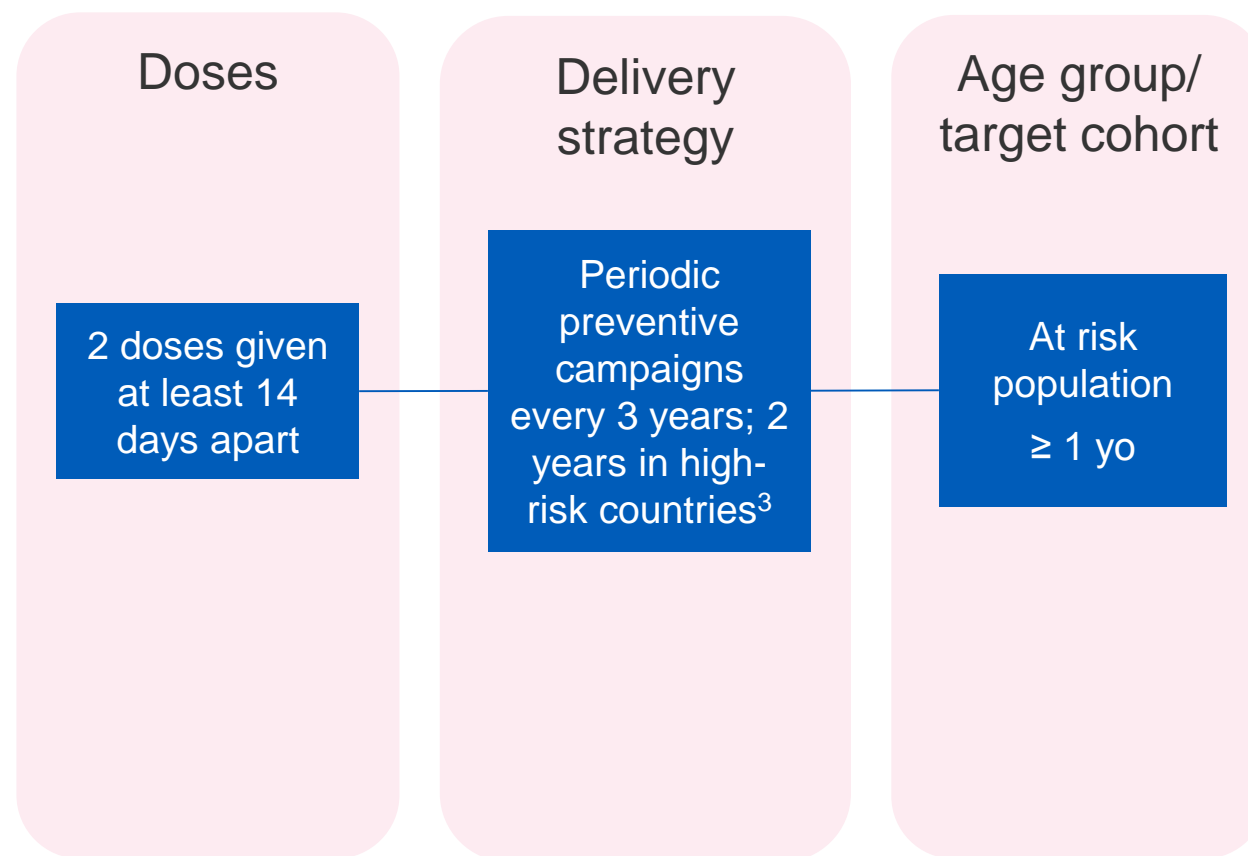 Doses
2 doses given
at least 14
days apart
Delivery
strategy
Periodic
preventive
campaigns
every 3 years; 2
years in high-
risk countries³
Age group/
target cohort
At risk
population
≥ 1 yo